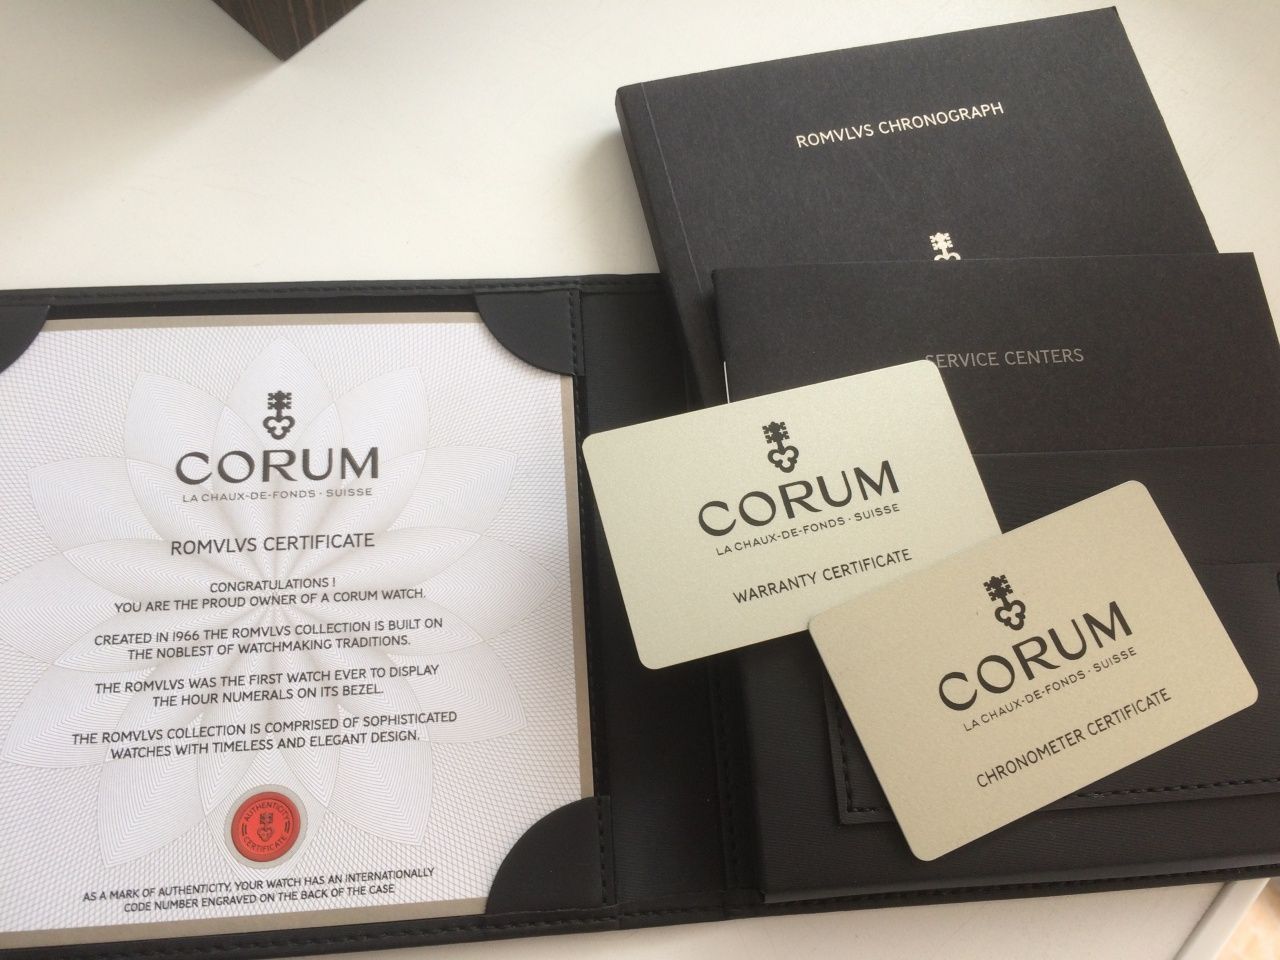 ROMVLVS CHRONOGRAPH
SERVICE CENTERS
CORUM
LA CHAUX-DE-FONDS · SUISSE
ROMVLVS CERTIFICATE
CONGRATULATIONS !
YOU ARE THE PROUD OWNER OF A CORUM WATCH.
CREATED IN 1966 THE ROMVLVS COLLECTION IS BUILT ON
THE NOBLEST OF WATCHMAKING TRADITIONS.
THE ROMVLVS WAS THE FIRST WATCH EVER TO DISPLAY
THE HOUR NUMERALS ON ITS BEZEL.
THE ROMVLVS COLLECTION IS COMPRISED OF SOPHISTICATED
WATCHES WITH TIMELESS AND ELEGANT DESIGN.
AUTHENTICITY
CERTIFICATE
AS A MARK OF AUTHENTICITY, YOUR WATCH HAS AN INTERNATIONALLY
CODE NUMBER ENGRAVED ON THE BACK OF THE CASE
CORUM
LA CHAUX-DE-FONDS · SUISSE
WARRANTY CERTIFICATE
CORUM
LA CHAUX-DE-FONDS · SUISSE
CHRONOMETER CERTIFICATE